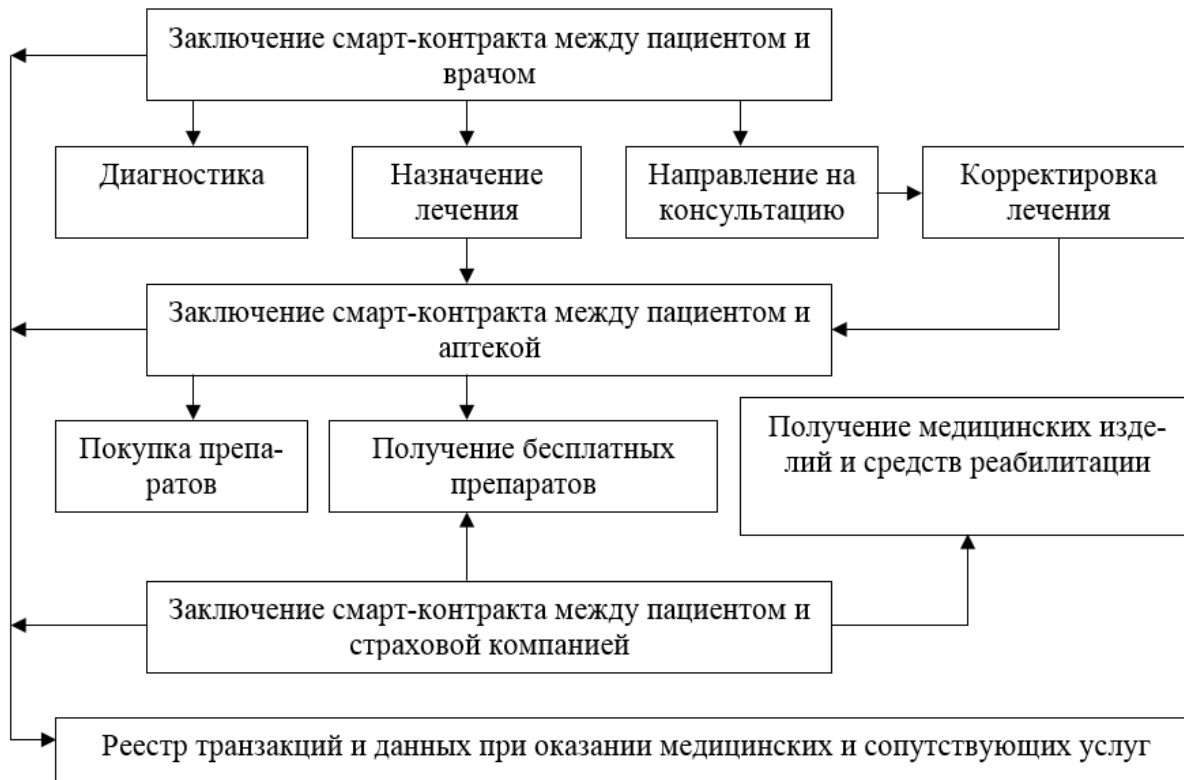 Заключение смарт-контракта между пациентом и
врачом
Диагностика
Назначение
лечения
Направление на
консультацию
Корректировка
лечения
Заключение смарт-контракта между пациентом и
аптекой
Покупка препа-
ратов
Получение бесплатных
препаратов
Получение медицинских изде-
лий и средств реабилитации
Заключение смарт-контракта между пациентом и
страховой компанией
Реестр транзакций и данных при оказании медицинских и сопутствующих услуг